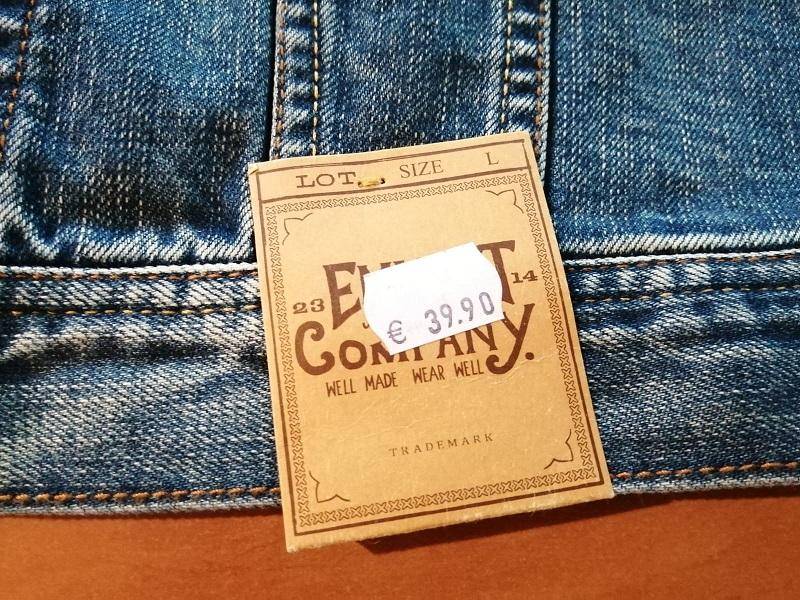 LOT SIZE L
23 14
€ 39.90
COMPANY.
WELL MADE WEAR WELL
TRADEMARK